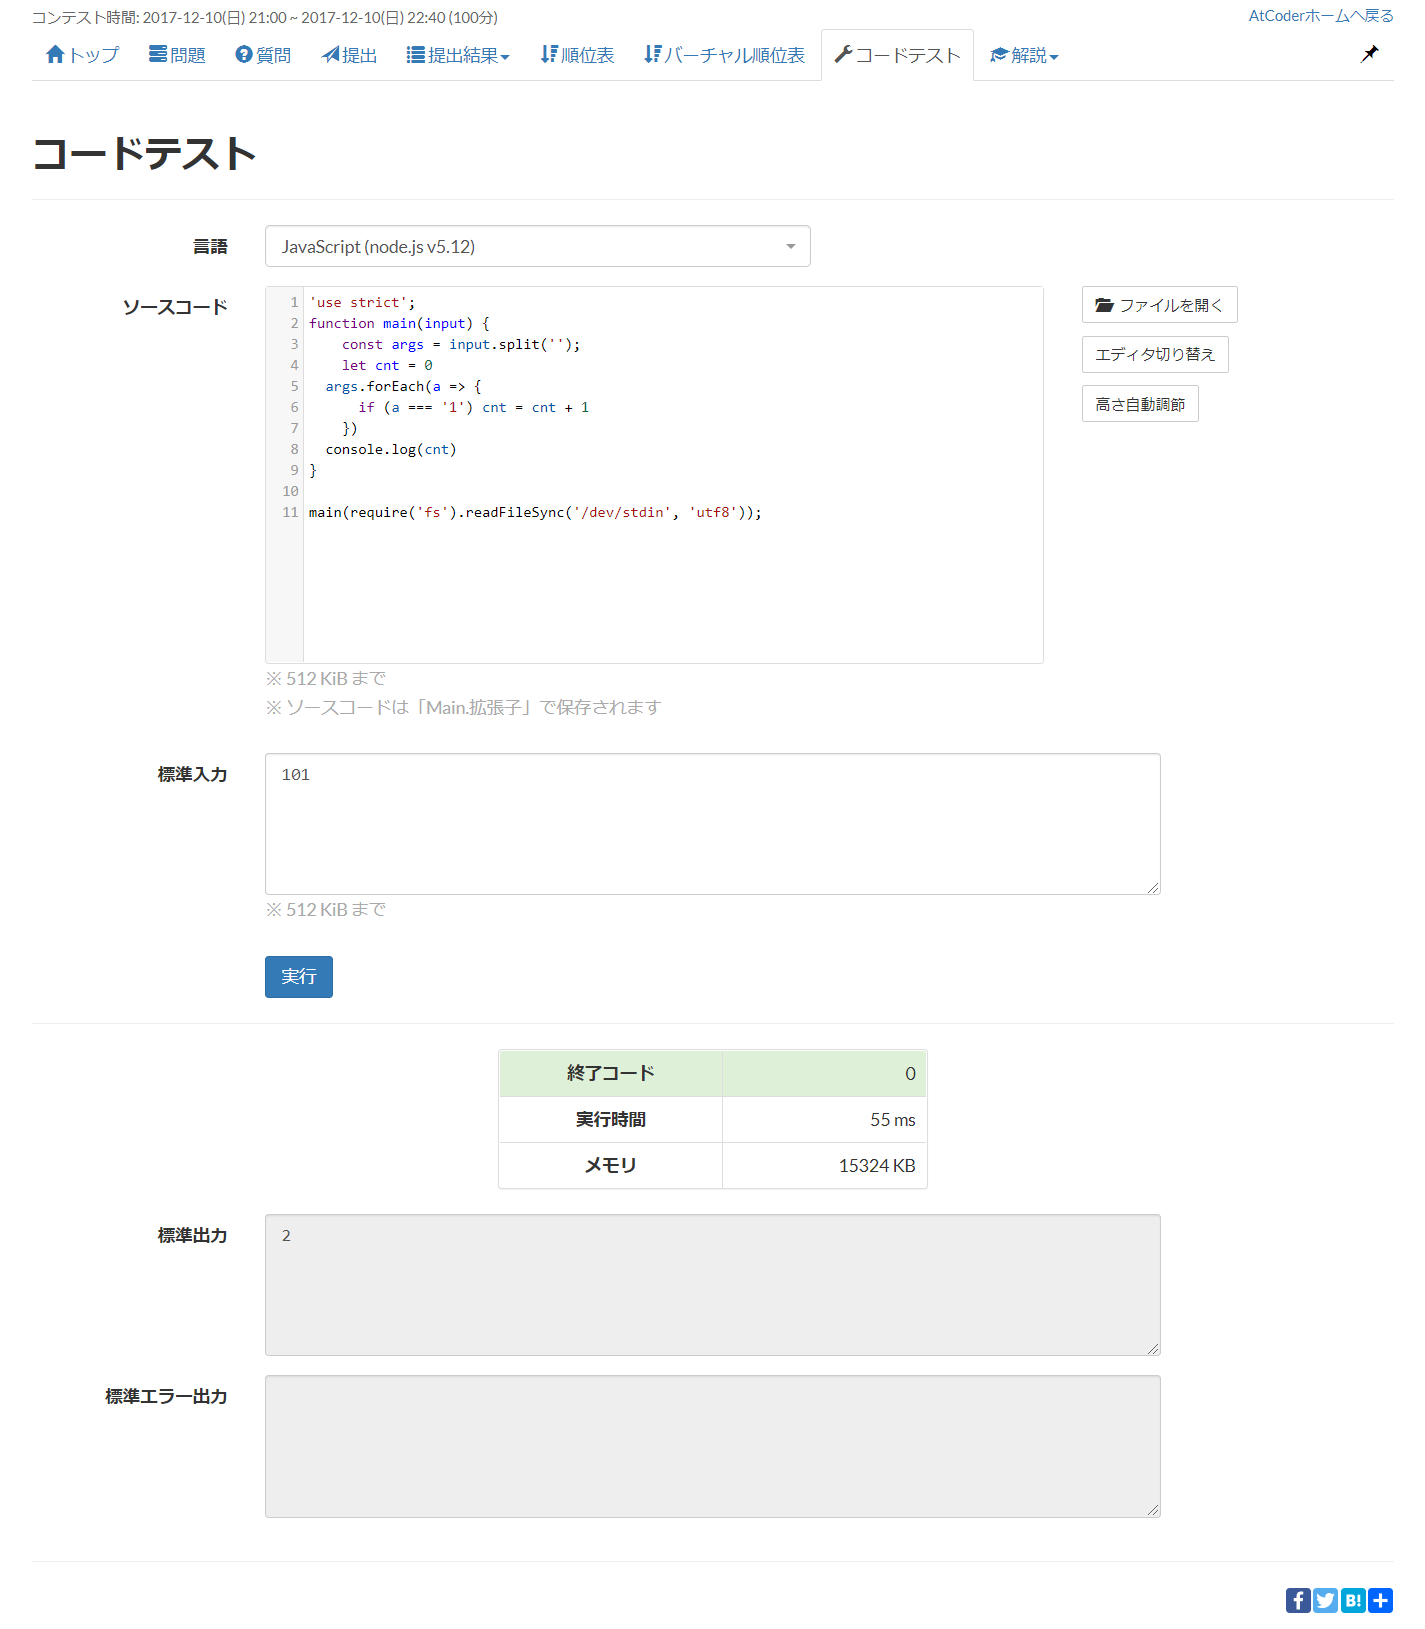 コンテスト時間: 2017-12-10(日) 21:00 ~ 2017-12-10(日) 22:40 (100分)
AtCoderホームへ戻る
トップ 問題 質問 提出 提出結果 順位表 バーチャル順位表 コードテスト 解説
コードテスト
言語
JavaScript (node.js v5.12)
ソースコード
1 'use strict';
2 function main(input) {
3     const args = input.split('');
4     let cnt = 0
5   args.forEach(a => {
6       if (a === '1') cnt = cnt + 1
7     })
8   console.log(cnt)
9 }
10
11 main(require('fs').readFileSync('/dev/stdin', 'utf8'));
ファイルを開く
エディタ切り替え
高さ自動調節
※ 512 KiB まで
※ ソースコードは「Main.拡張子」で保存されます
標準入力
101
※ 512 KiB まで
実行
終了コード 0
実行時間 55 ms
メモリ 15324 KB
標準出力
2
標準エラー出力
B!